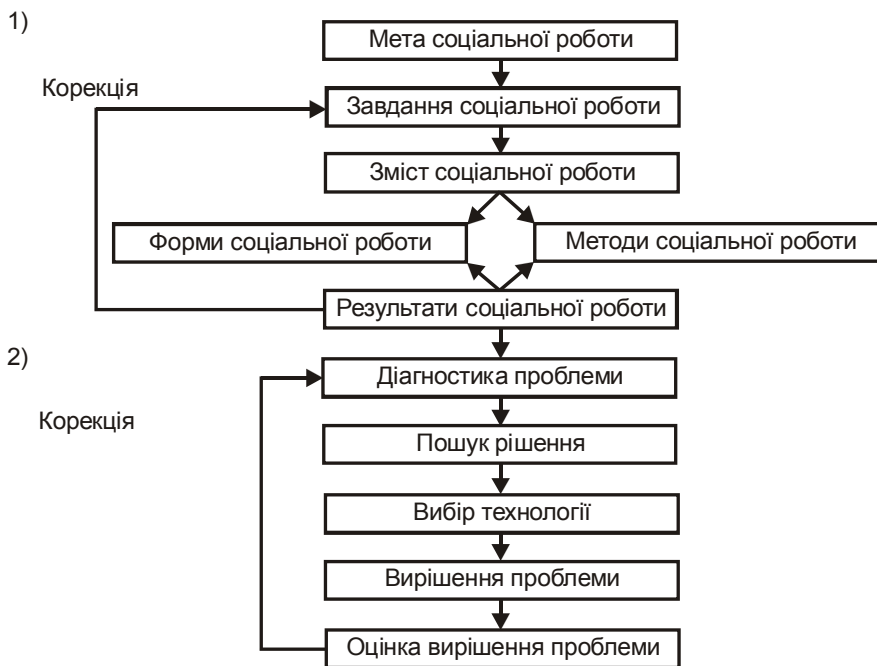 1)
Мета соціальної роботи
Корекція
Завдання соціальної роботи
Зміст соціальної роботи
Форми соціальної роботи
Методи соціальної роботи
Результати соціальної роботи
2)
Діагностика проблеми
Корекція
Пошук рішення
Вибір технології
Вирішення проблеми
Оцінка вирішення проблеми